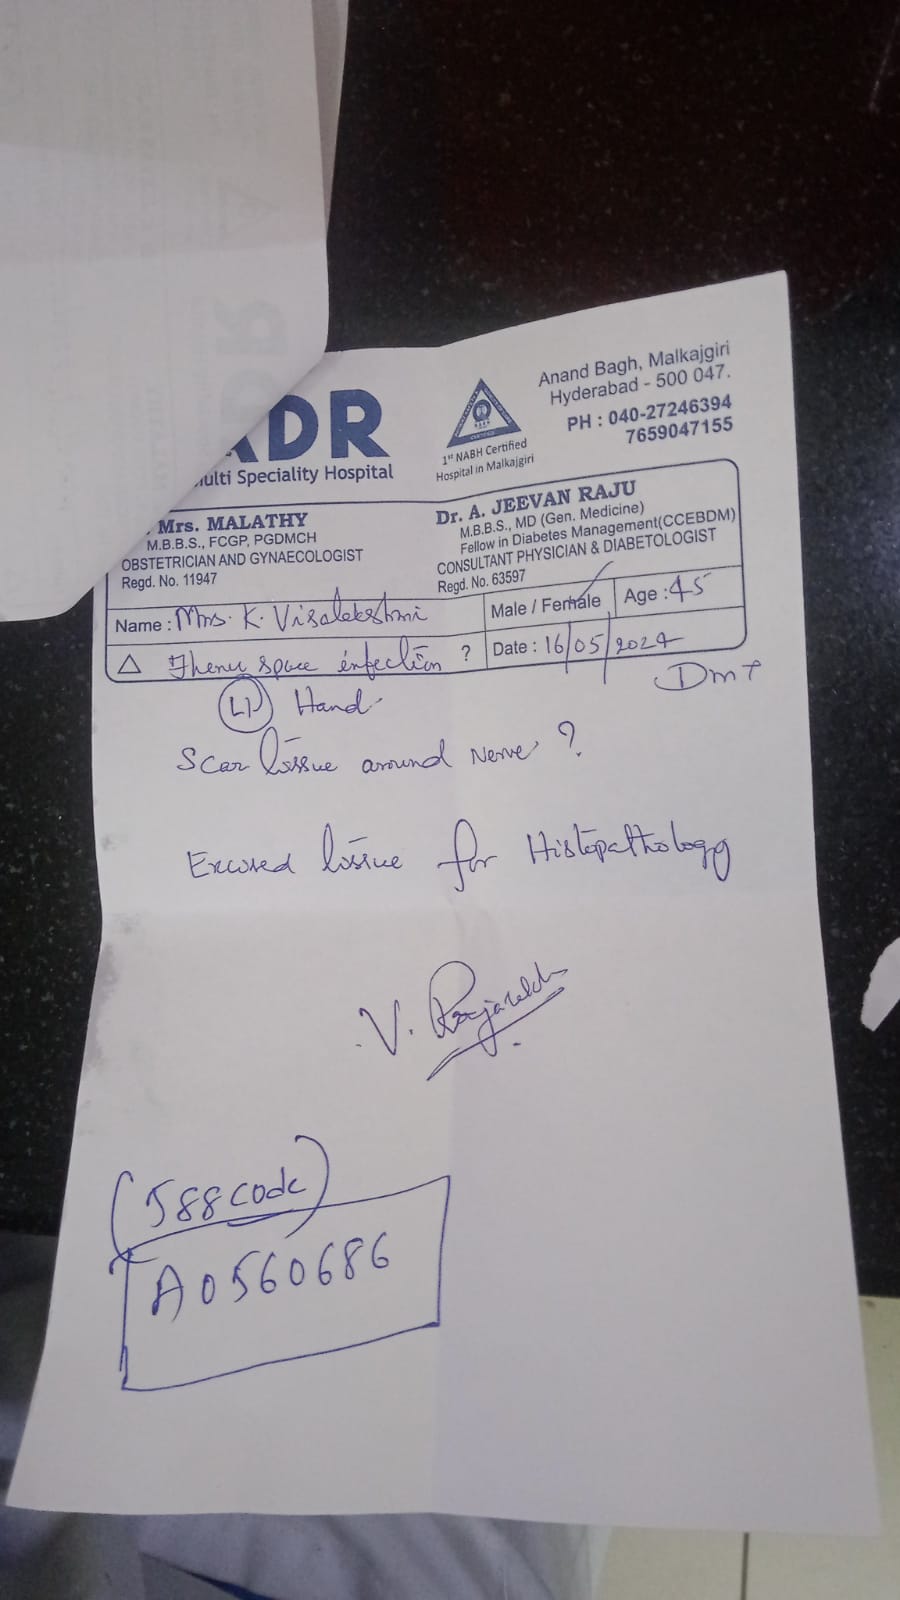 ADR
Multi Speciality Hospital
1st NABH Certified
Hospital in Malkajgiri
Anand Bagh, Malkajgiri
Hyderabad - 500 047.
PH : 040-27246394
7659047155
Mrs. MALATHY
M.B.B.S., FCGP, PGDMCH
OBSTETRICIAN AND GYNAECOLOGIST
Regd. No. 11947
Dr. A. JEEVAN RAJU
M.B.B.S., MD (Gen. Medicine)
Fellow in Diabetes Management(CCEBDM)
CONSULTANT PHYSICIAN & DIABETOLOGIST
Regd. No. 63597
Name : Mrs. K. Visalekshmi
Male / Female
Age : 45
△ Thenar space infection ?
Date : 16/05/2024
(Lt) Hand
Dm+
Scar tissue around Nerve ?
Excised tissue for Histopathology
V.
(588 code)
A0560686